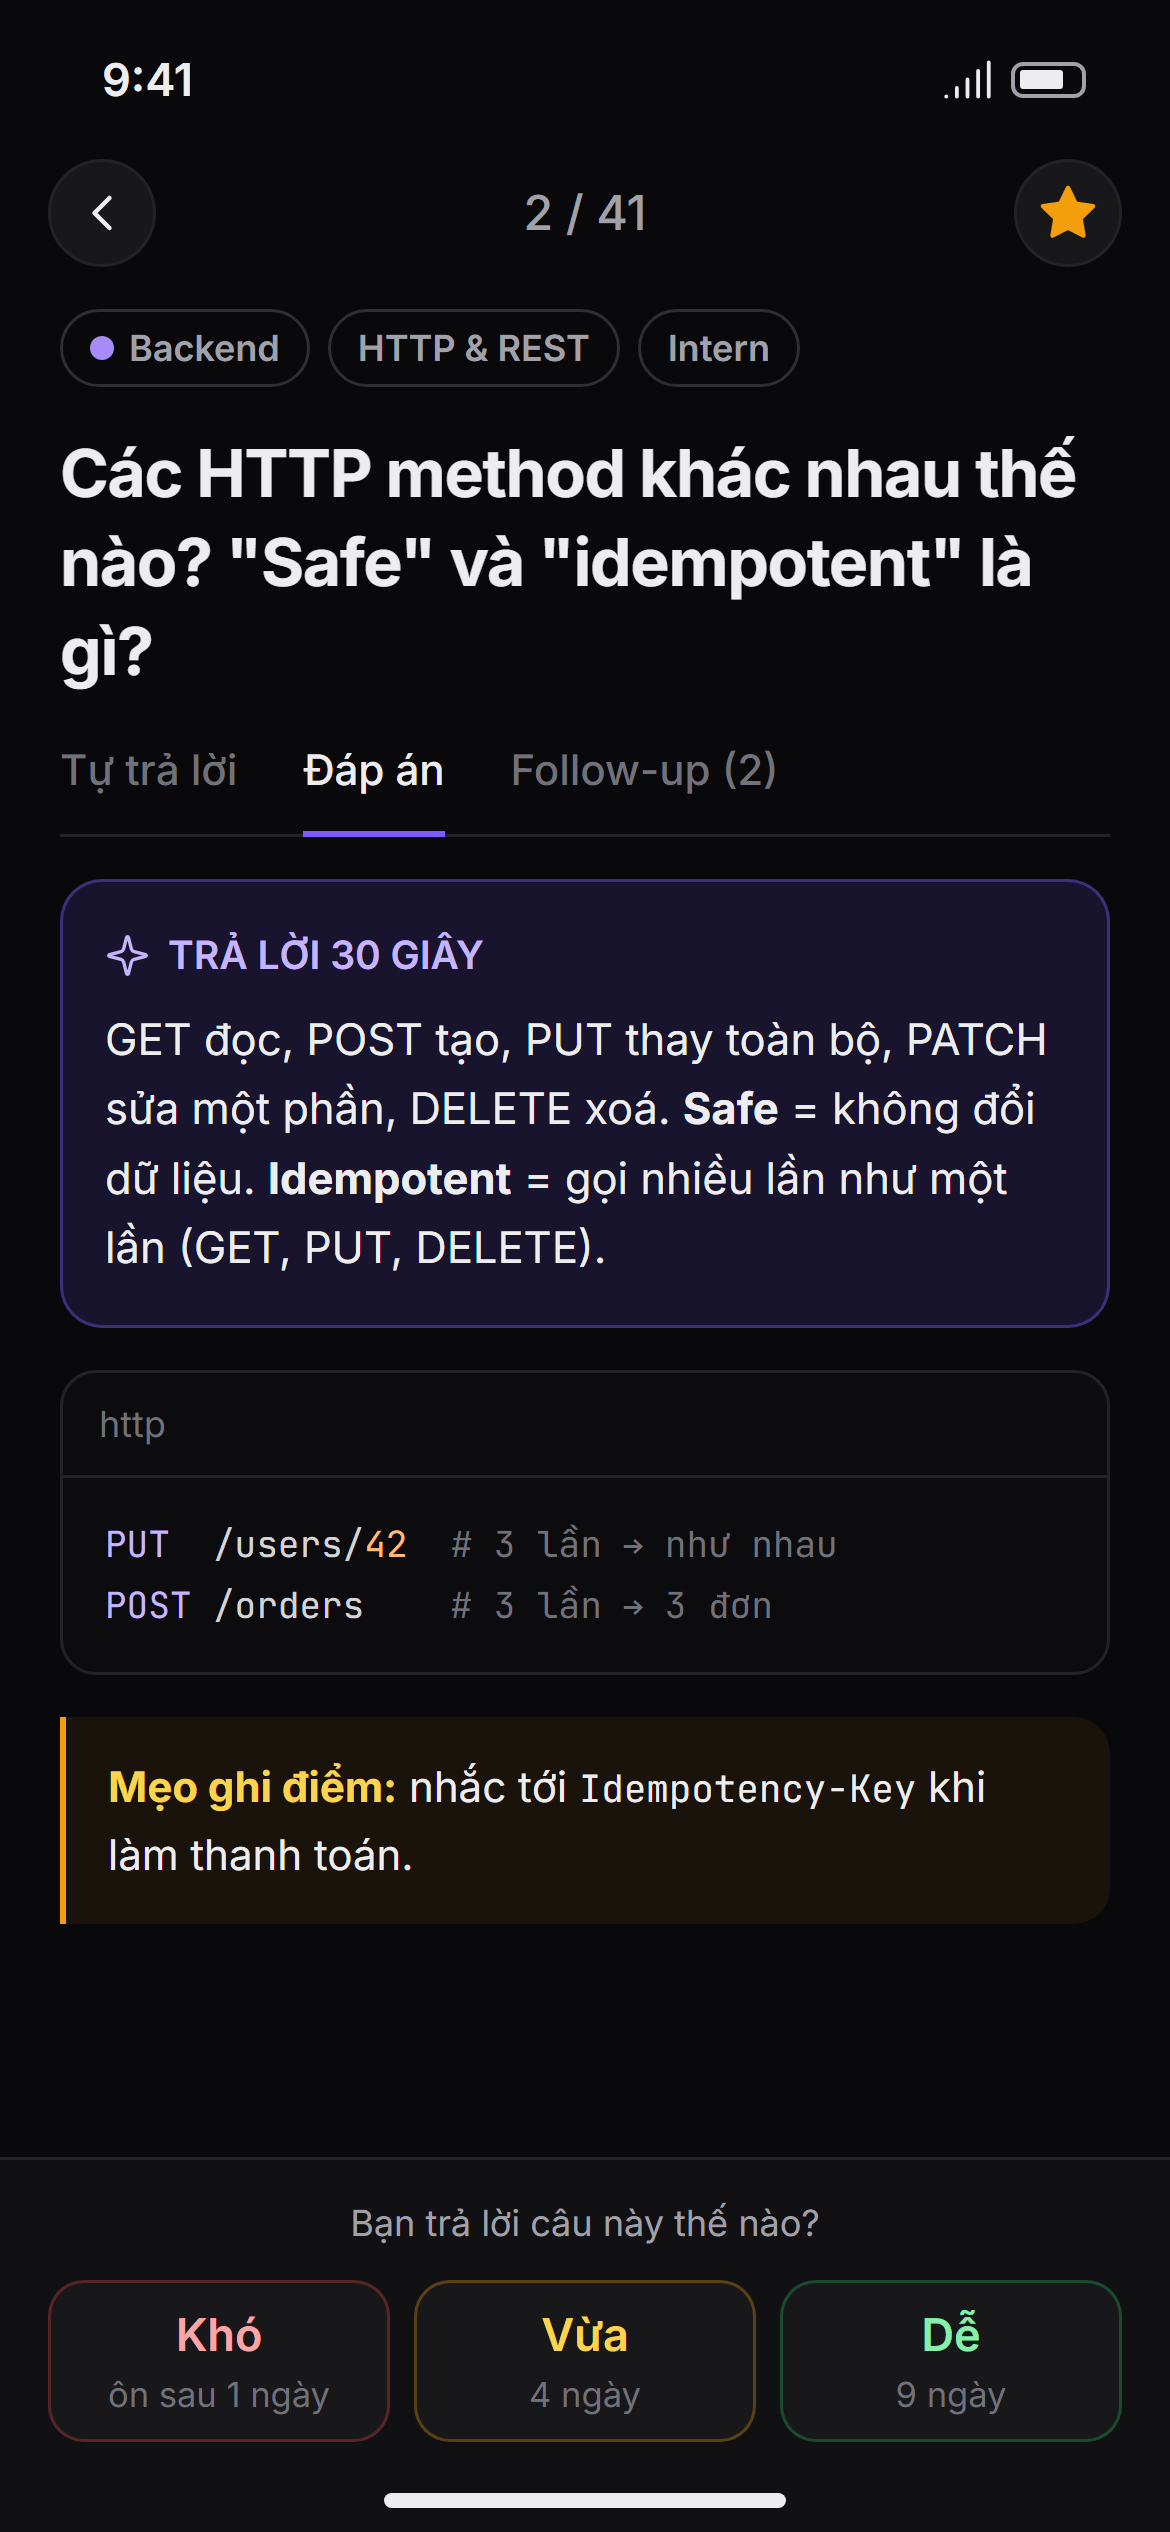 9:41
2 / 41
Backend
HTTP & REST
Intern
Các HTTP method khác nhau thế
nào? "Safe" và "idempotent" là
gì?
Tự trả lời
Đáp án
Follow-up (2)
TRẢ LỜI 30 GIÂY
GET đọc, POST tạo, PUT thay toàn bộ, PATCH
sửa một phần, DELETE xoá. Safe = không đổi
dữ liệu. Idempotent = gọi nhiều lần như một
lần (GET, PUT, DELETE).
http
PUT  /users/42  # 3 lần → như nhau
POST /orders    # 3 lần → 3 đơn
Mẹo ghi điểm: nhắc tới Idempotency-Key khi
làm thanh toán.
Bạn trả lời câu này thế nào?
Khó
ôn sau 1 ngày
Vừa
4 ngày
Dễ
9 ngày